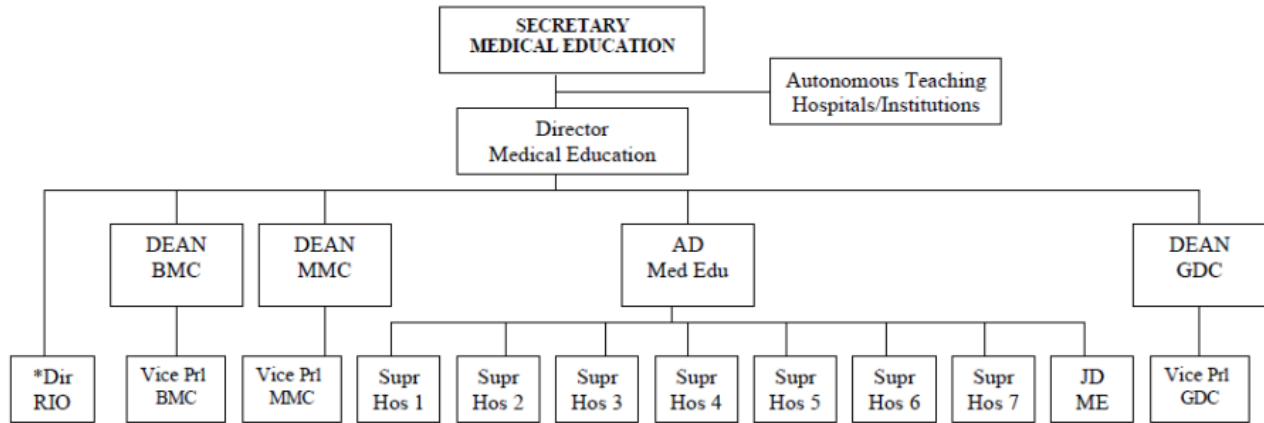 SECRETARY
MEDICAL EDUCATION
Autonomous Teaching
Hospitals/Institutions
Director
Medical Education
DEAN
BMC
DEAN
MMC
AD
Med Edu
DEAN
GDC
*Dir
RIO
Vice Prl
BMC
Vice Prl
MMC
Supr
Hos 1
Supr
Hos 2
Supr
Hos 3
Supr
Hos 4
Supr
Hos 5
Supr
Hos 6
Supr
Hos 7
JD
ME
Vice Prl
GDC